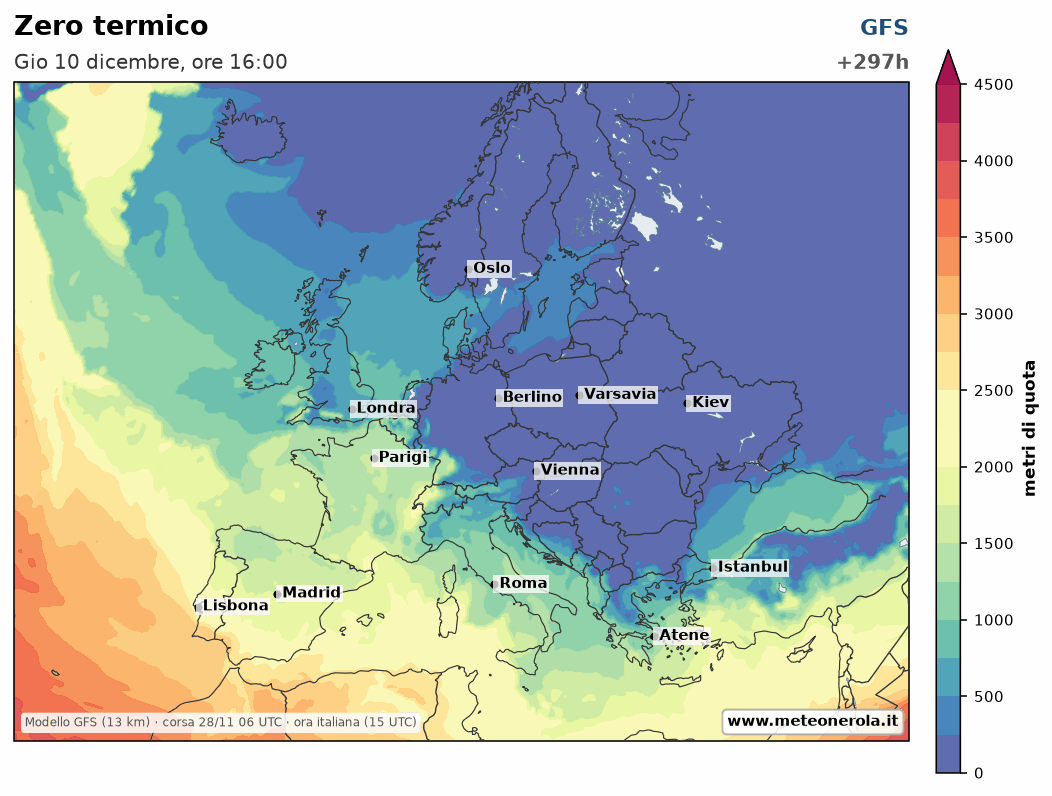 Zero termico
GFS
Gio 10 dicembre, ore 16:00
+297h
4500
4000
3500
3000
2500
2000
1500
1000
500
0
metri di quota
Oslo
Berlino
Varsavia
Kiev
Londra
Parigi
Vienna
Istanbul
Roma
Madrid
Lisbona
Atene
Modello GFS (13 km) · corsa 28/11 06 UTC · ora italiana (15 UTC)
www.meteonerola.it